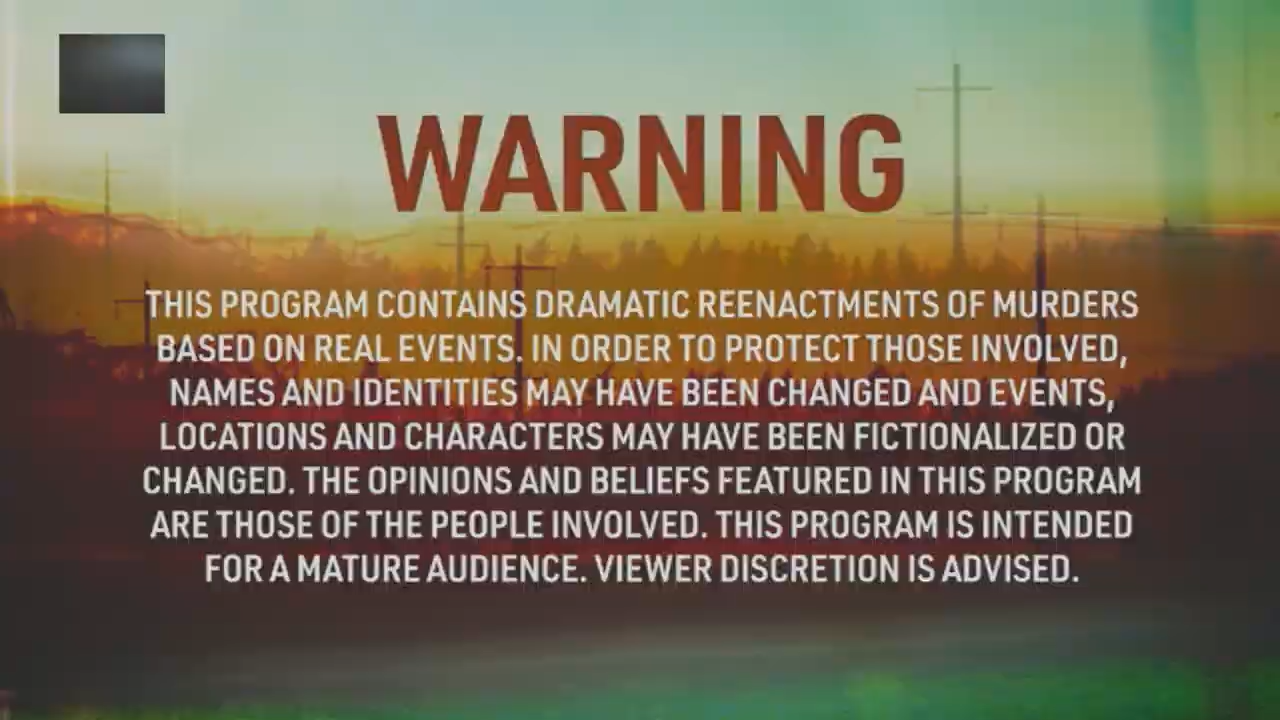 WARNING
THIS PROGRAM CONTAINS DRAMATIC REENACTMENTS OF MURDERS
BASED ON REAL EVENTS. IN ORDER TO PROTECT THOSE INVOLVED,
NAMES AND IDENTITIES MAY HAVE BEEN CHANGED AND EVENTS,
LOCATIONS AND CHARACTERS MAY HAVE BEEN FICTIONALIZED OR
CHANGED. THE OPINIONS AND BELIEFS FEATURED IN THIS PROGRAM
ARE THOSE OF THE PEOPLE INVOLVED. THIS PROGRAM IS INTENDED
FOR A MATURE AUDIENCE. VIEWER DISCRETION IS ADVISED.